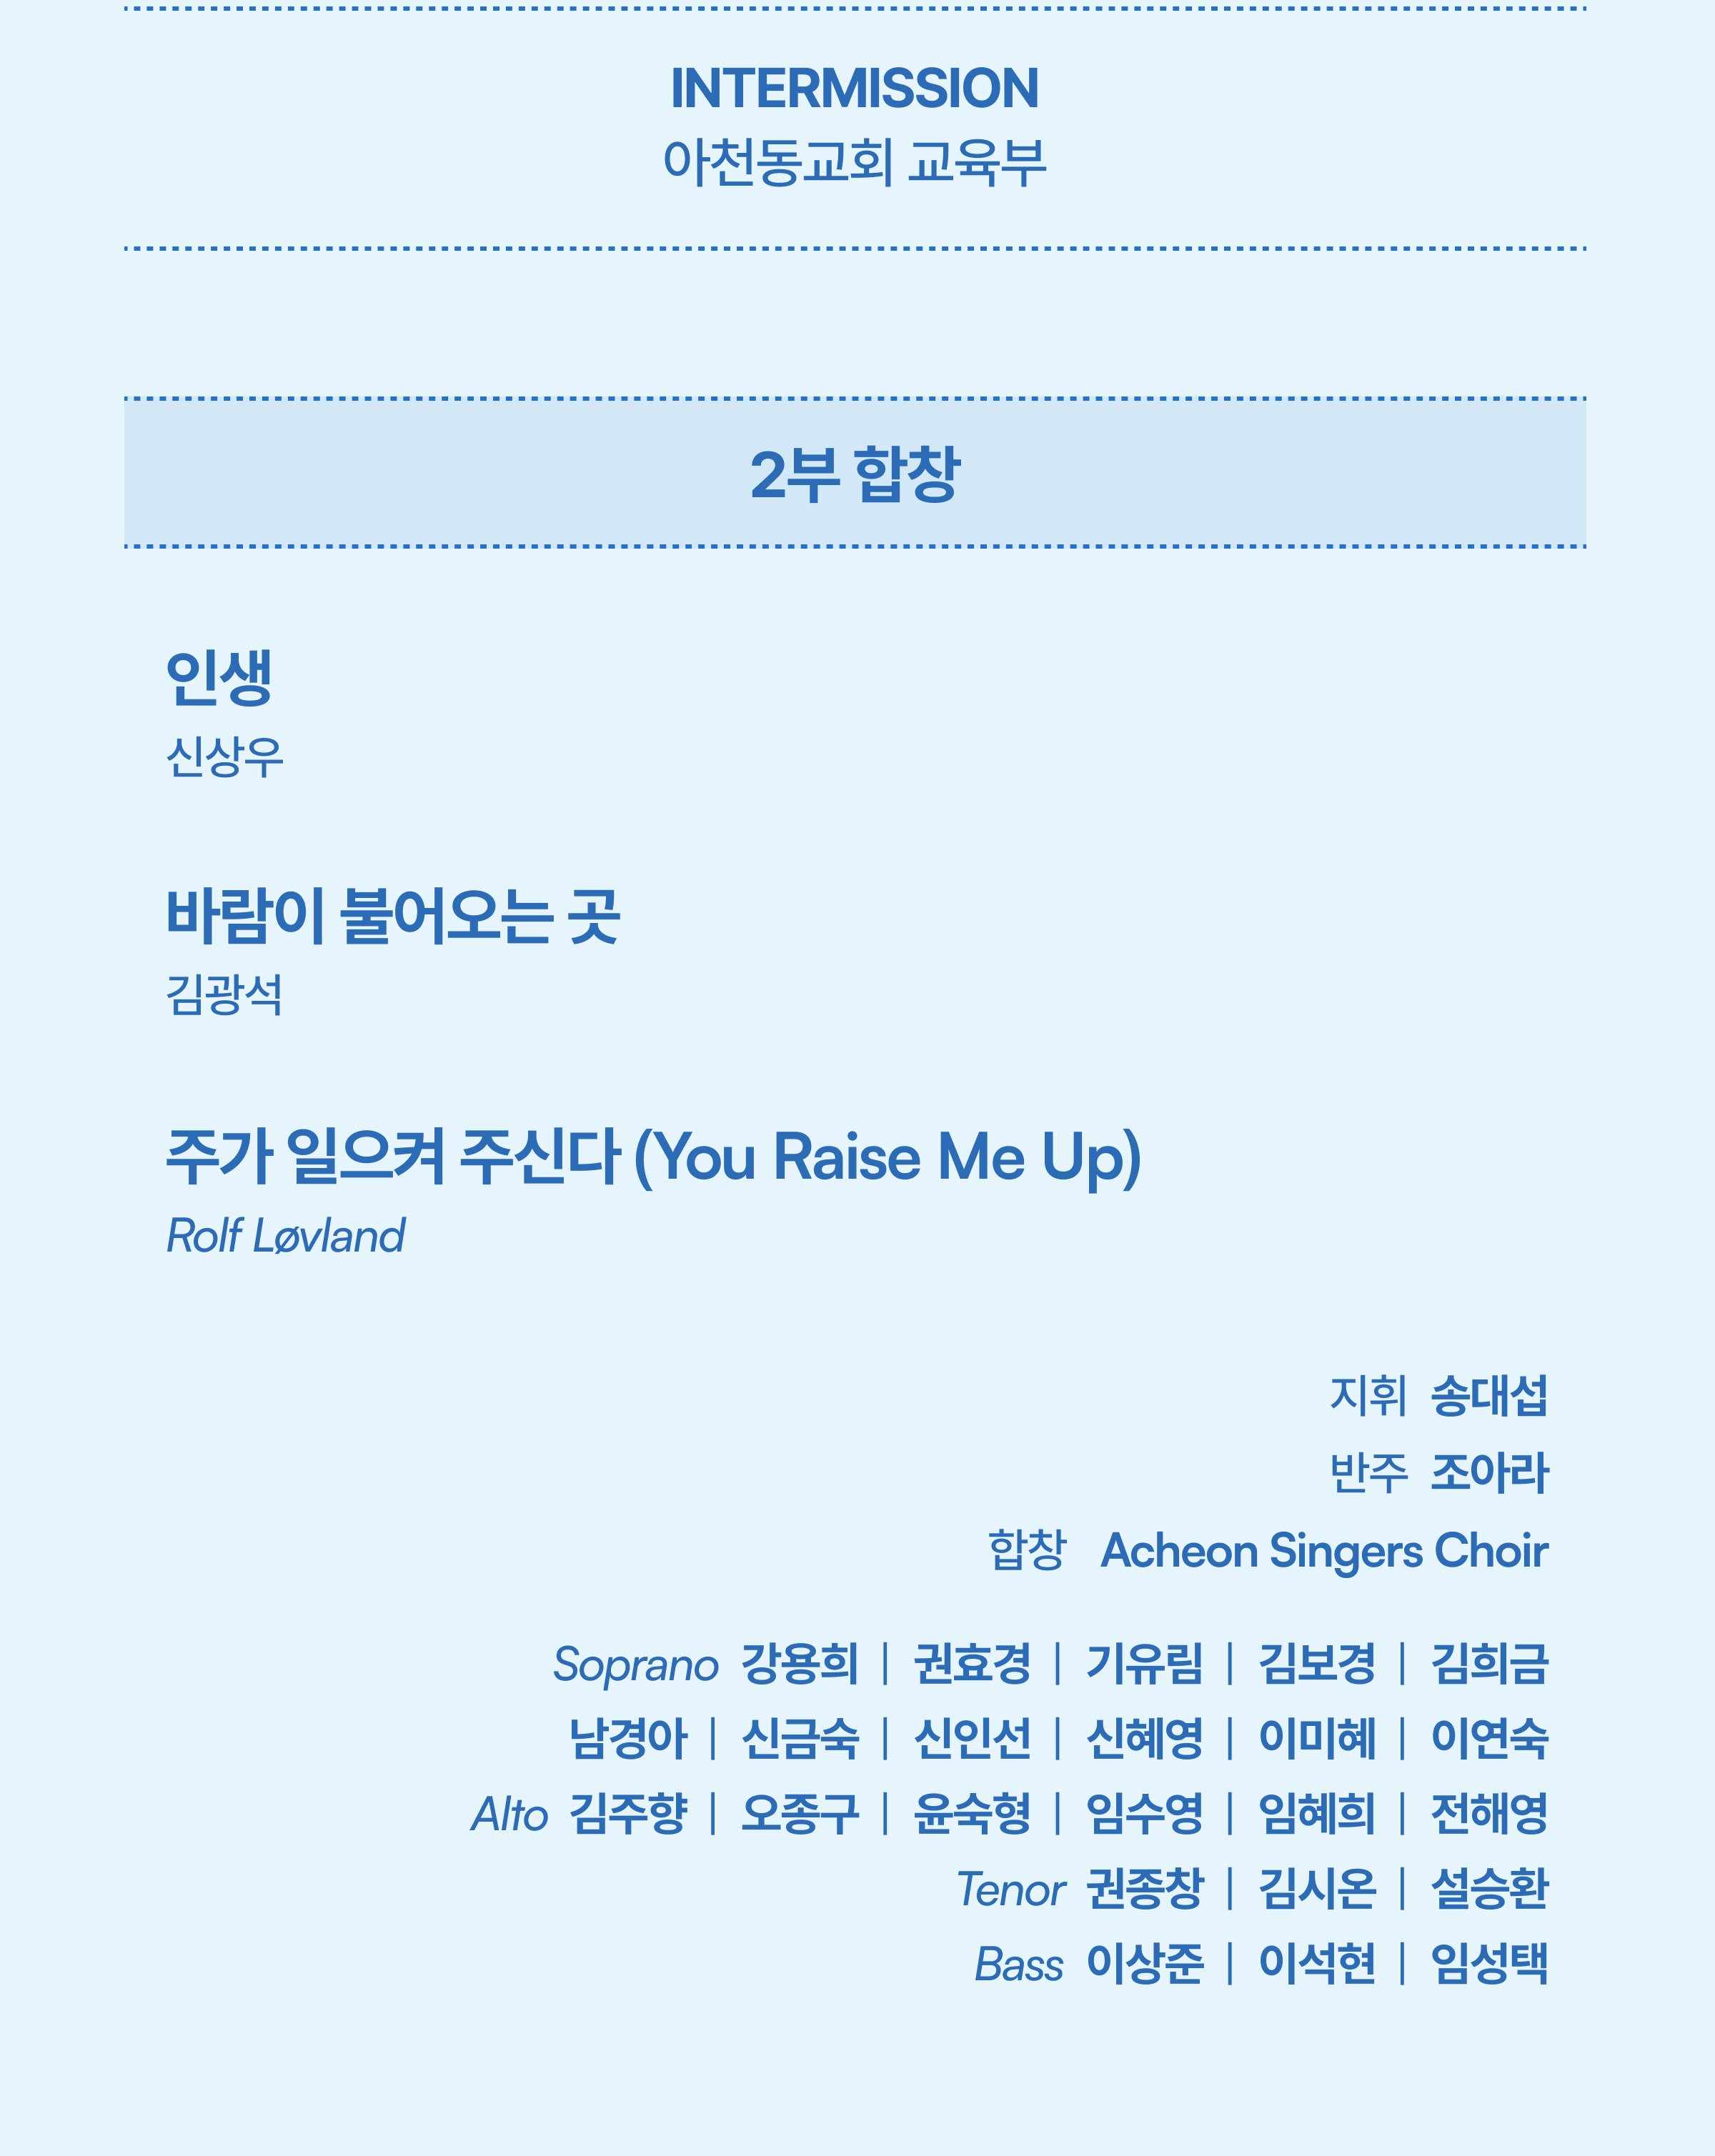 INTERMISSION
아천동교회 교육부
2부 합창
인생
신상우
바람이 불어오는 곳
김광석
주가 일으켜 주신다 (You Raise Me Up)
Rolf Løvland
지휘 송대섭
반주 조아라
합창 Acheon Singers Choir
Soprano 강용희 | 권효경 | 기유림 | 김보경 | 김희금
남경아 | 신금숙 | 신인선 | 신혜영 | 이미혜 | 이연숙
Alto 김주향 | 오종구 | 윤숙형 | 임수영 | 임혜희 | 전해영
Tenor 권증창 | 김시온 | 설승환
Bass 이상준 | 이석현 | 임성택